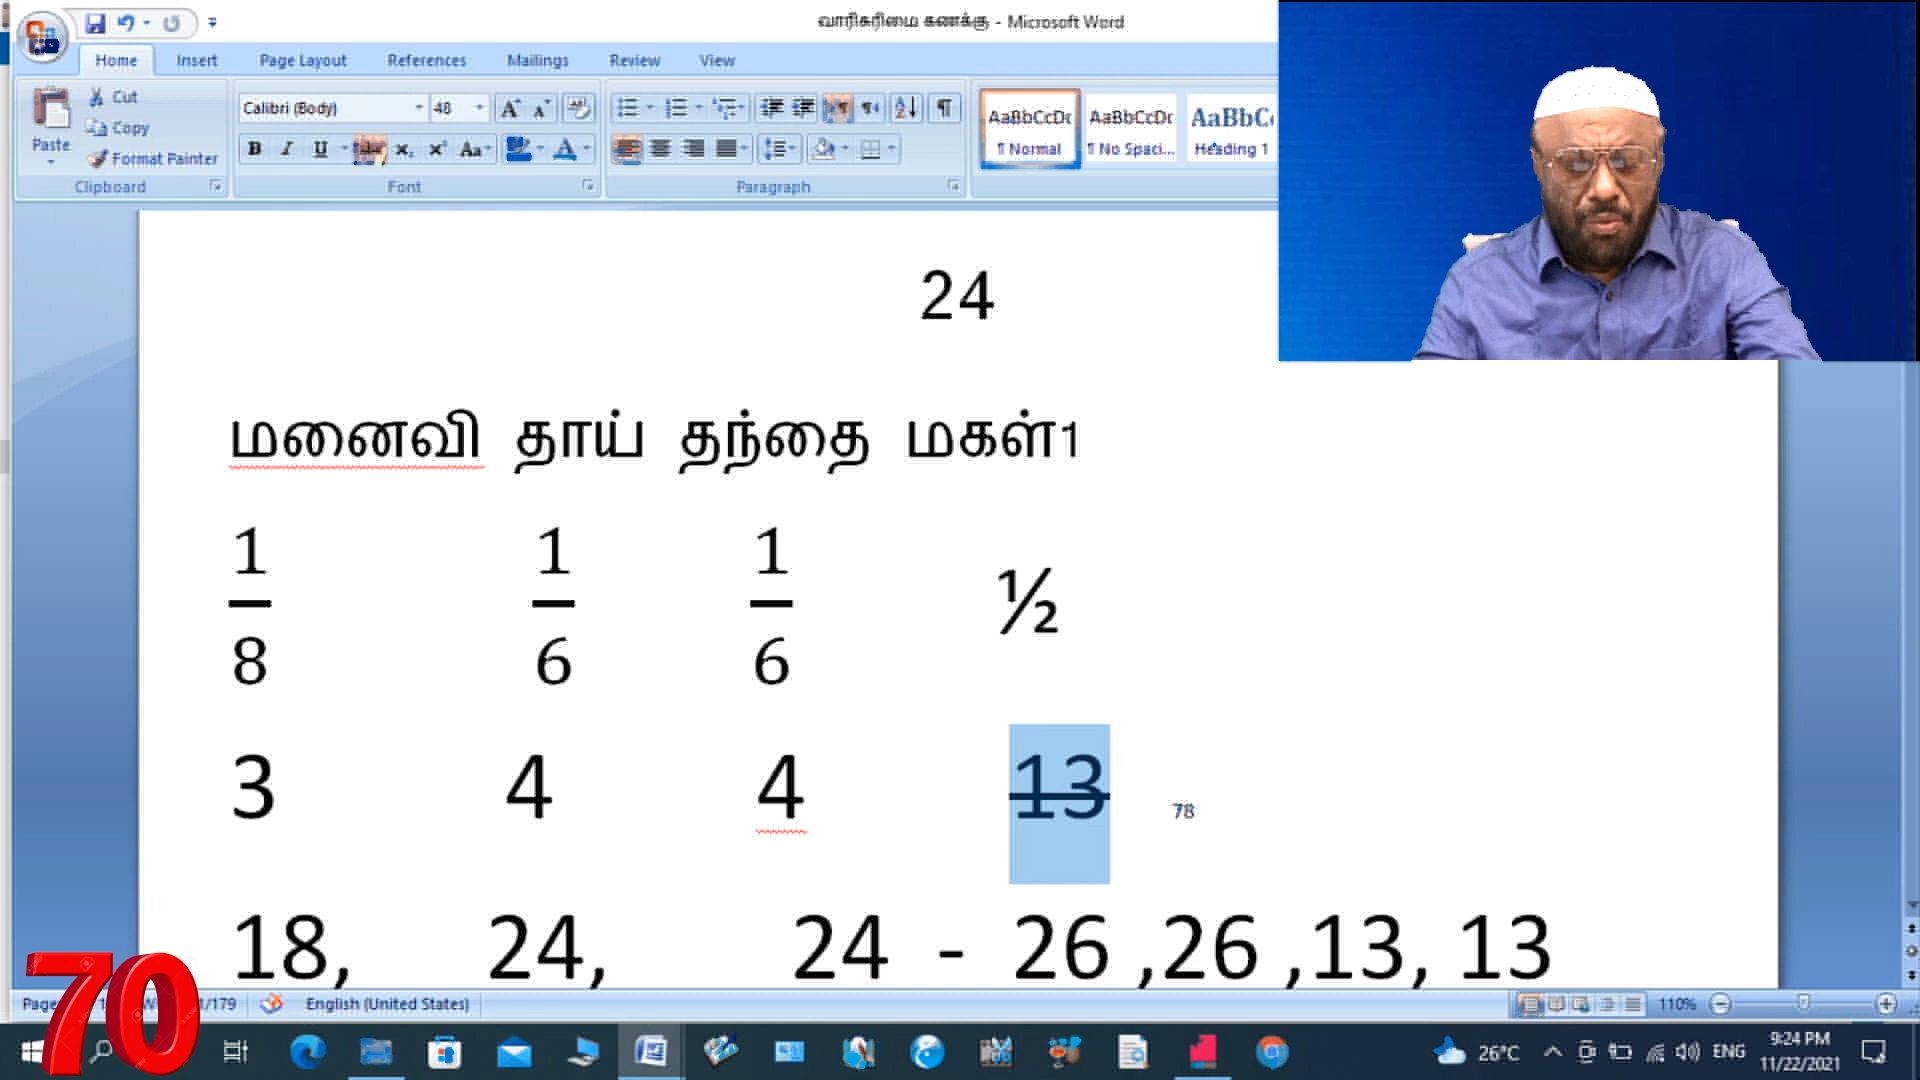 வாரிசுரிமை கணக்கு - Microsoft Word
Home Insert Page Layout References Mailings Review View
Cut
Copy
Paste
Format Painter
Clipboard
Calibri (Body) 48
Font
Paragraph
AaBbCcDc AaBbCcDc AaBbC
¶ Normal ¶ No Spaci... Heading 1
24
மனைவி தாய் தந்தை மகள்1
1/8 1/6 1/6 ½
3 4 4 13 78
18, 24, 24 - 26 ,26 ,13, 13
70
English (United States)
110%
26°C ENG
9:24 PM
11/22/2021